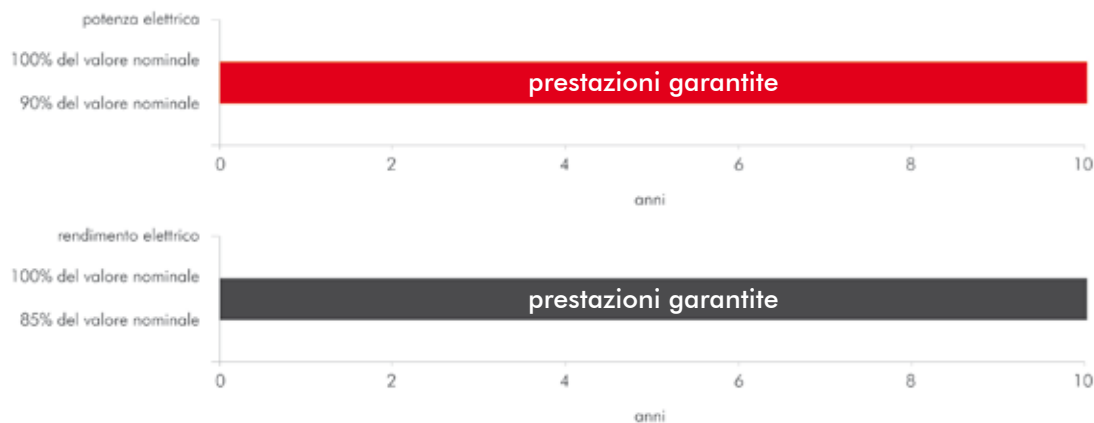 potenza elettrica
100% del valore nominale
prestazioni garantite
90% del valore nominale
0 2 4 6 8 10
anni
rendimento elettrico
100% del valore nominale
prestazioni garantite
85% del valore nominale
0 2 4 6 8 10
anni